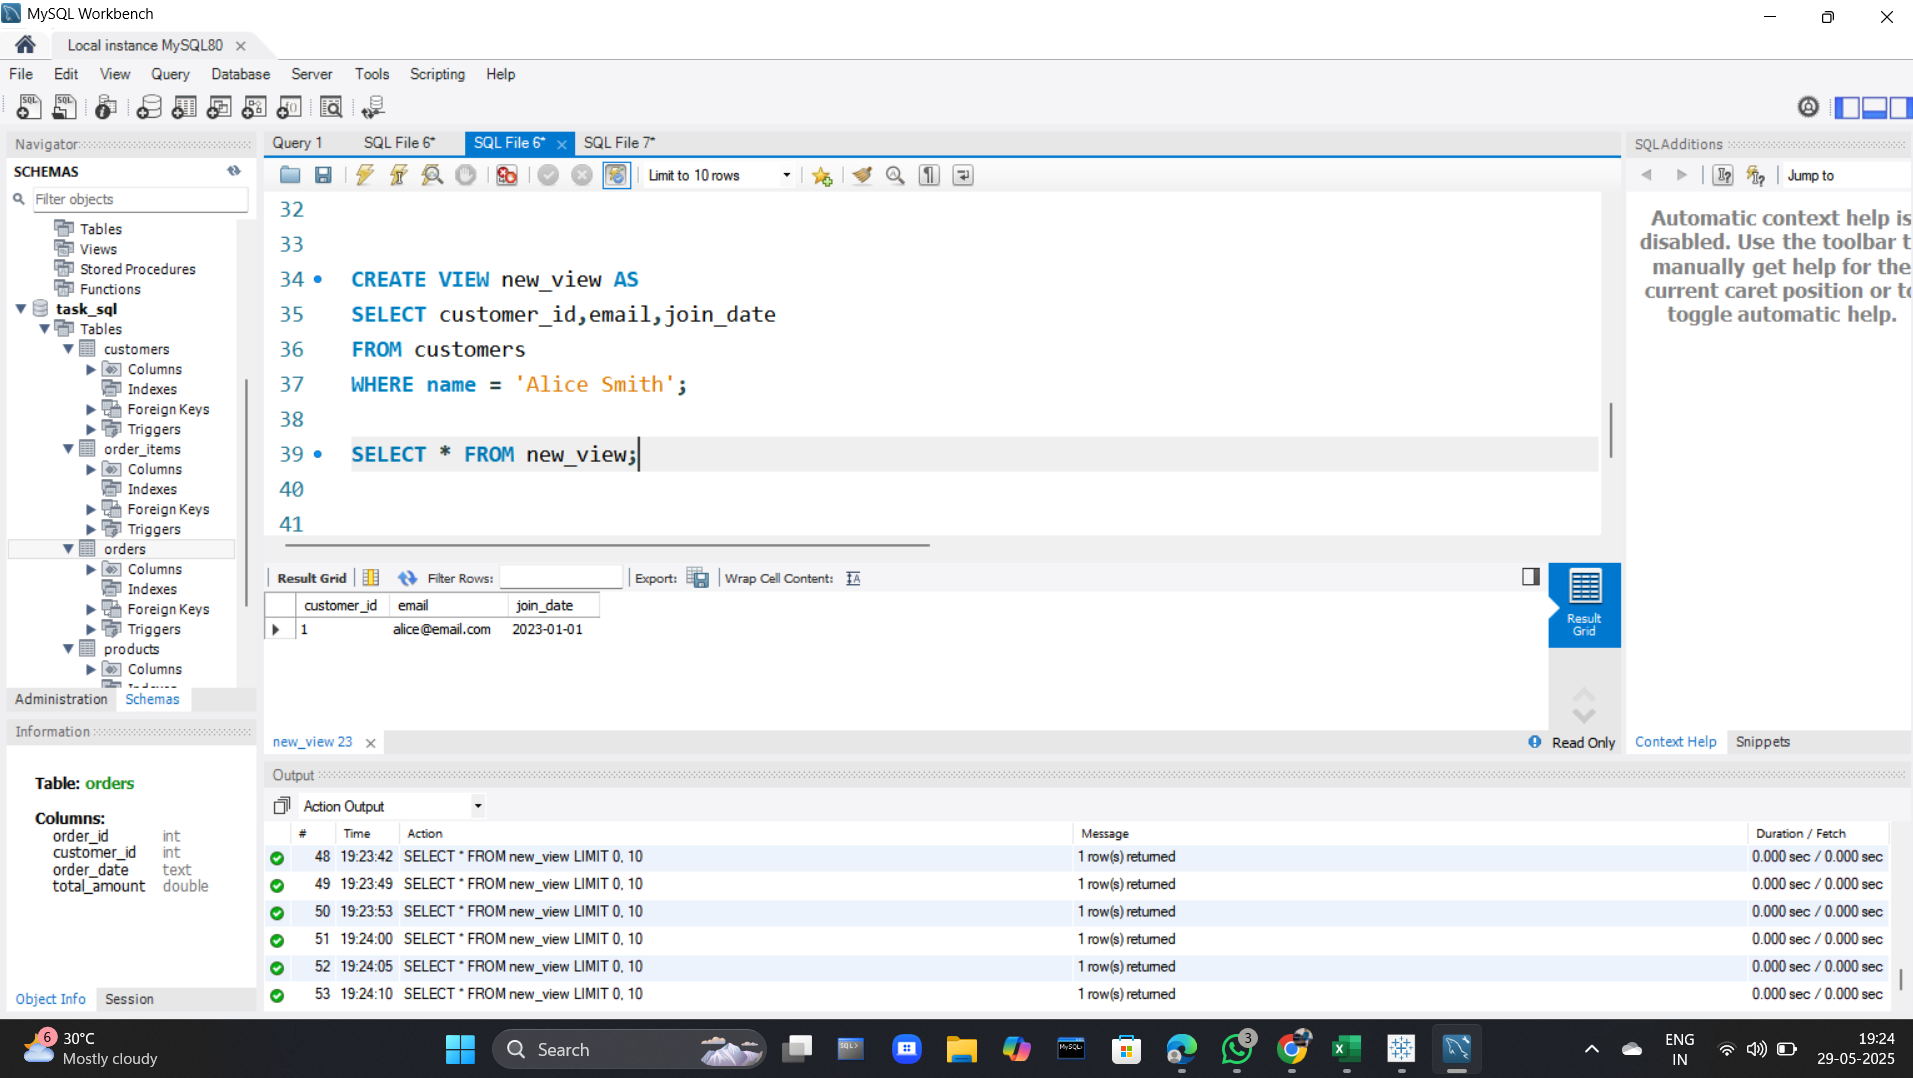 MySQL Workbench
Local instance MySQL80
File Edit View Query Database Server Tools Scripting Help
Navigator
SCHEMAS
Filter objects
Tables
Views
Stored Procedures
Functions
task_sql
Tables
customers
Columns
Indexes
Foreign Keys
Triggers
order_items
Columns
Indexes
Foreign Keys
Triggers
orders
Columns
Indexes
Foreign Keys
Triggers
products
Columns
Indexes
Administration Schemas
Information
Table: orders
Columns:
order_id int
customer_id int
order_date text
total_amount double
Object Info Session
Query 1 SQL File 6* SQL File 6* SQL File 7*
Limit to 10 rows
32
33
34 CREATE VIEW new_view AS
35 SELECT customer_id,email,join_date
36 FROM customers
37 WHERE name = 'Alice Smith';
38
39 SELECT * FROM new_view;
40
41
Result Grid Filter Rows: Export: Wrap Cell Content:
customer_id email join_date
1 alice@email.com 2023-01-01
Result
Grid
new_view 23
Read Only
Output
Action Output
# Time Action Message Duration / Fetch
48 19:23:42 SELECT * FROM new_view LIMIT 0, 10 1 row(s) returned 0.000 sec / 0.000 sec
49 19:23:49 SELECT * FROM new_view LIMIT 0, 10 1 row(s) returned 0.000 sec / 0.000 sec
50 19:23:53 SELECT * FROM new_view LIMIT 0, 10 1 row(s) returned 0.000 sec / 0.000 sec
51 19:24:00 SELECT * FROM new_view LIMIT 0, 10 1 row(s) returned 0.000 sec / 0.000 sec
52 19:24:05 SELECT * FROM new_view LIMIT 0, 10 1 row(s) returned 0.000 sec / 0.000 sec
53 19:24:10 SELECT * FROM new_view LIMIT 0, 10 1 row(s) returned 0.000 sec / 0.000 sec
SQLAdditions
Jump to
Automatic context help is
disabled. Use the toolbar t
manually get help for the
current caret position or to
toggle automatic help.
Context Help Snippets
6
30°C
Mostly cloudy
Search
3
ENG
IN
19:24
29-05-2025